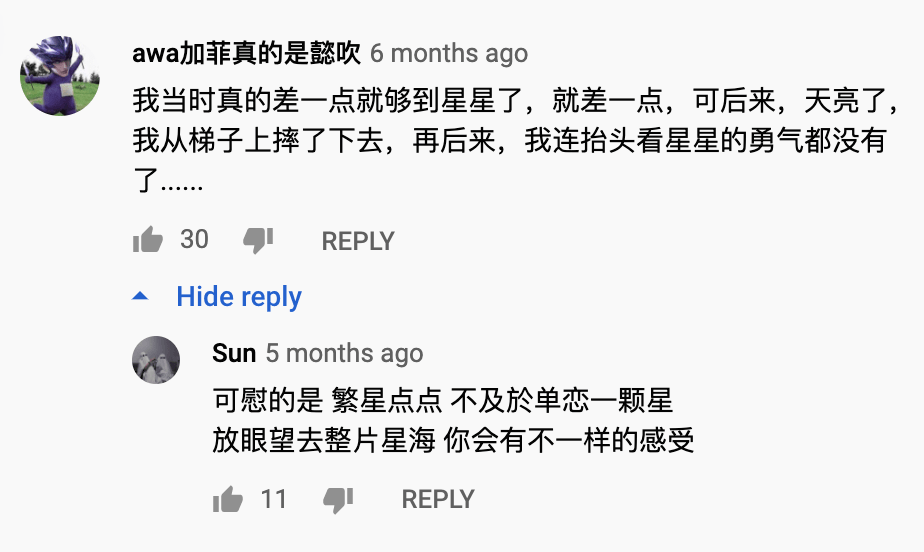 awa加菲真的是懿吹 6 months ago
我当时真的差一点就够到星星了，就差一点，可后来，天亮了，
我从梯子上摔了下去，再后来，我连抬头看星星的勇气都没有
了......
30 REPLY
Hide reply
Sun 5 months ago
可慰的是 繁星点点 不及於单恋一颗星
放眼望去整片星海 你会有不一样的感受
11 REPLY